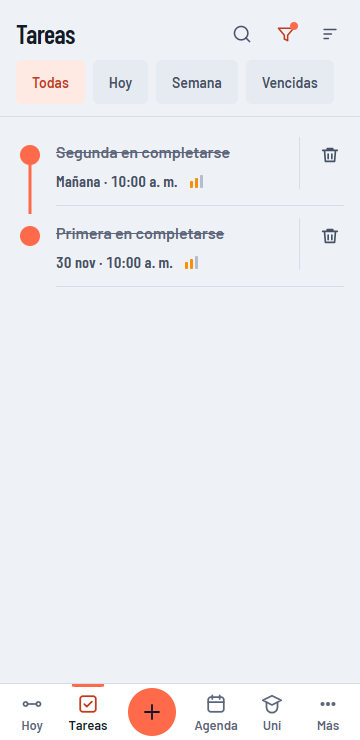 Tareas
Todas
Hoy
Semana
Vencidas
Segunda en completarse
Mañana · 10:00 a. m.
Primera en completarse
30 nov · 10:00 a. m.
Hoy
Tareas
Agenda
Uni
Más